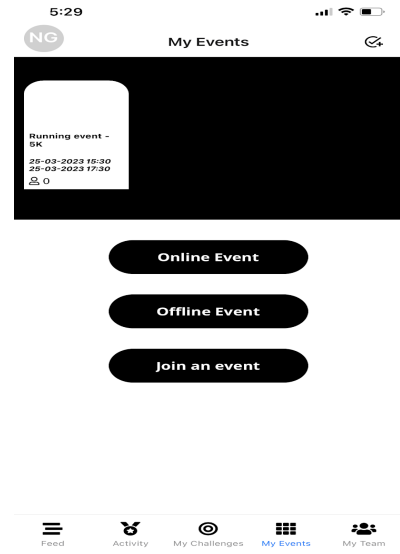 5:29
NG
My Events
Running event -
5K
25-03-2023 15:30
25-03-2023 17:30
0
Online Event
Offline Event
Join an event
Feed
Activity
My Challenges
My Events
My Team